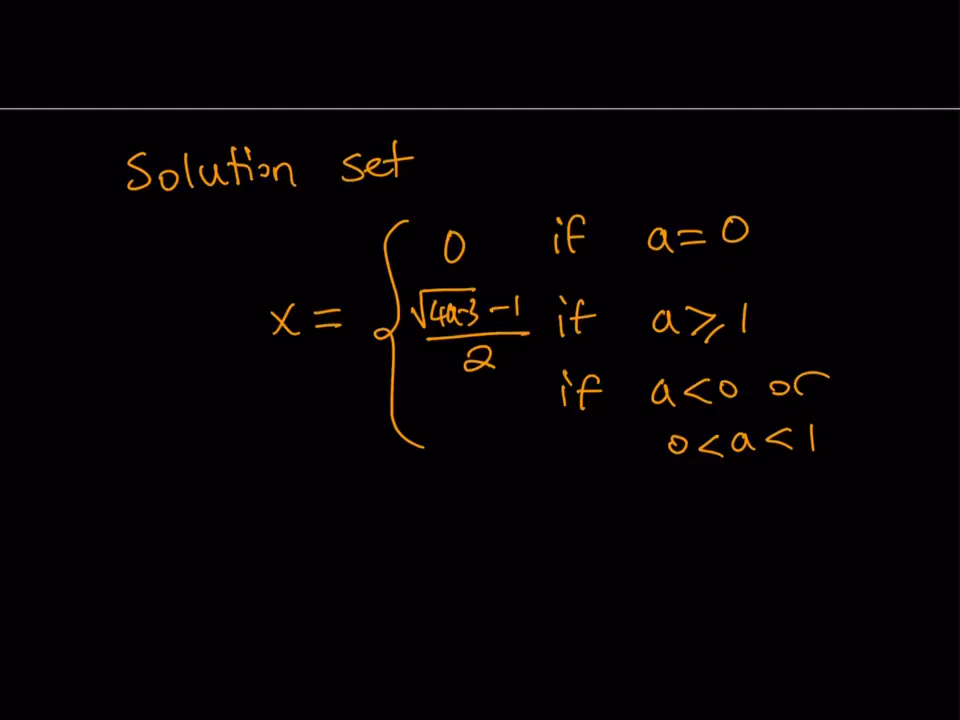 Solution set
0 if a = 0
x = { (√(4a-3) - 1)/2 if a ⩾ 1
if a < 0 or
0 < a < 1